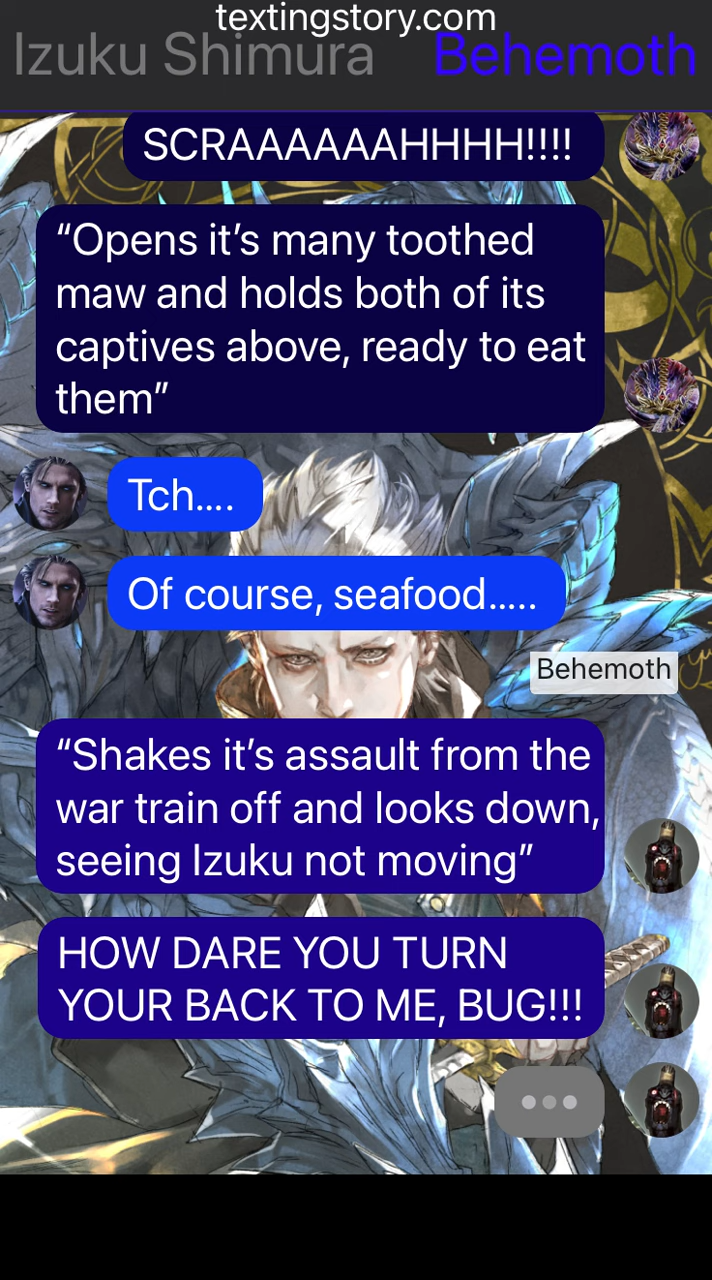 textingstory.com
Izuku Shimura
Behemoth
SCRAAAAAAAHHHH!!!!
“Opens it’s many toothed
maw and holds both of its
captives above, ready to eat
them”
Tch....
Of course, seafood.....
Behemoth
“Shakes it’s assault from the
war train off and looks down,
seeing Izuku not moving”
HOW DARE YOU TURN
YOUR BACK TO ME, BUG!!!